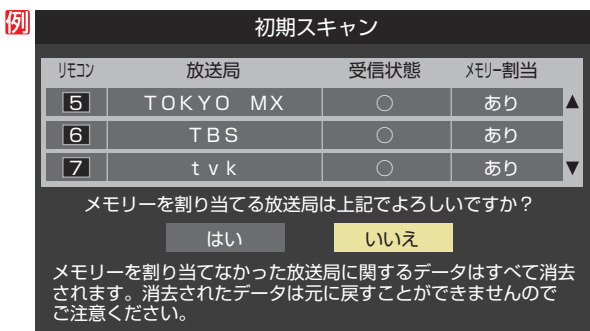 例
初期スキャン
リモコン 放送局 受信状態 メモリー割当
5 TOKYO MX ○ あり ▲
6 TBS ○ あり
7 tvk ○ あり ▼
メモリーを割り当てる放送局は上記でよろしいですか？
はい いいえ
メモリーを割り当てなかった放送局に関するデータはすべて消去
されます。消去されたデータは元に戻すことができませんので
ご注意ください。